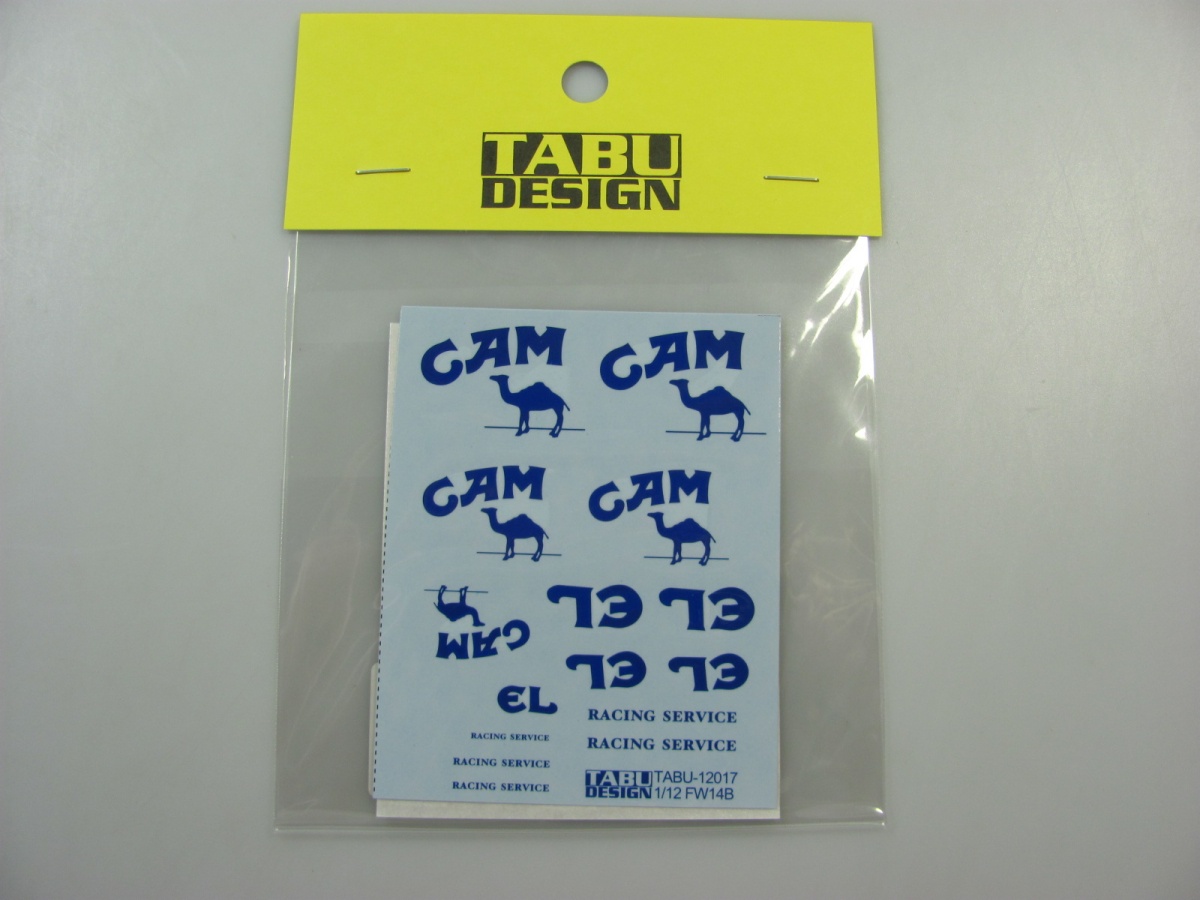 TABU
DESIGN
CAM
CAM
CAM
CAM
CAM
EL
EL
EL
EL
EL
RACING SERVICE
RACING SERVICE
RACING SERVICE
RACING SERVICE
RACING SERVICE
TABU DESIGN
TABU-12017
1/12 FW14B